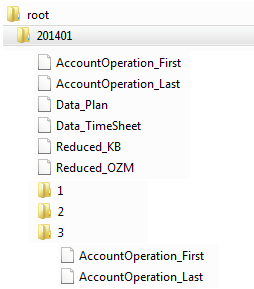 root
201401
AccountOperation_First
AccountOperation_Last
Data_Plan
Data_TimeSheet
Reduced_KB
Reduced_OZM
1
2
3
AccountOperation_First
AccountOperation_Last